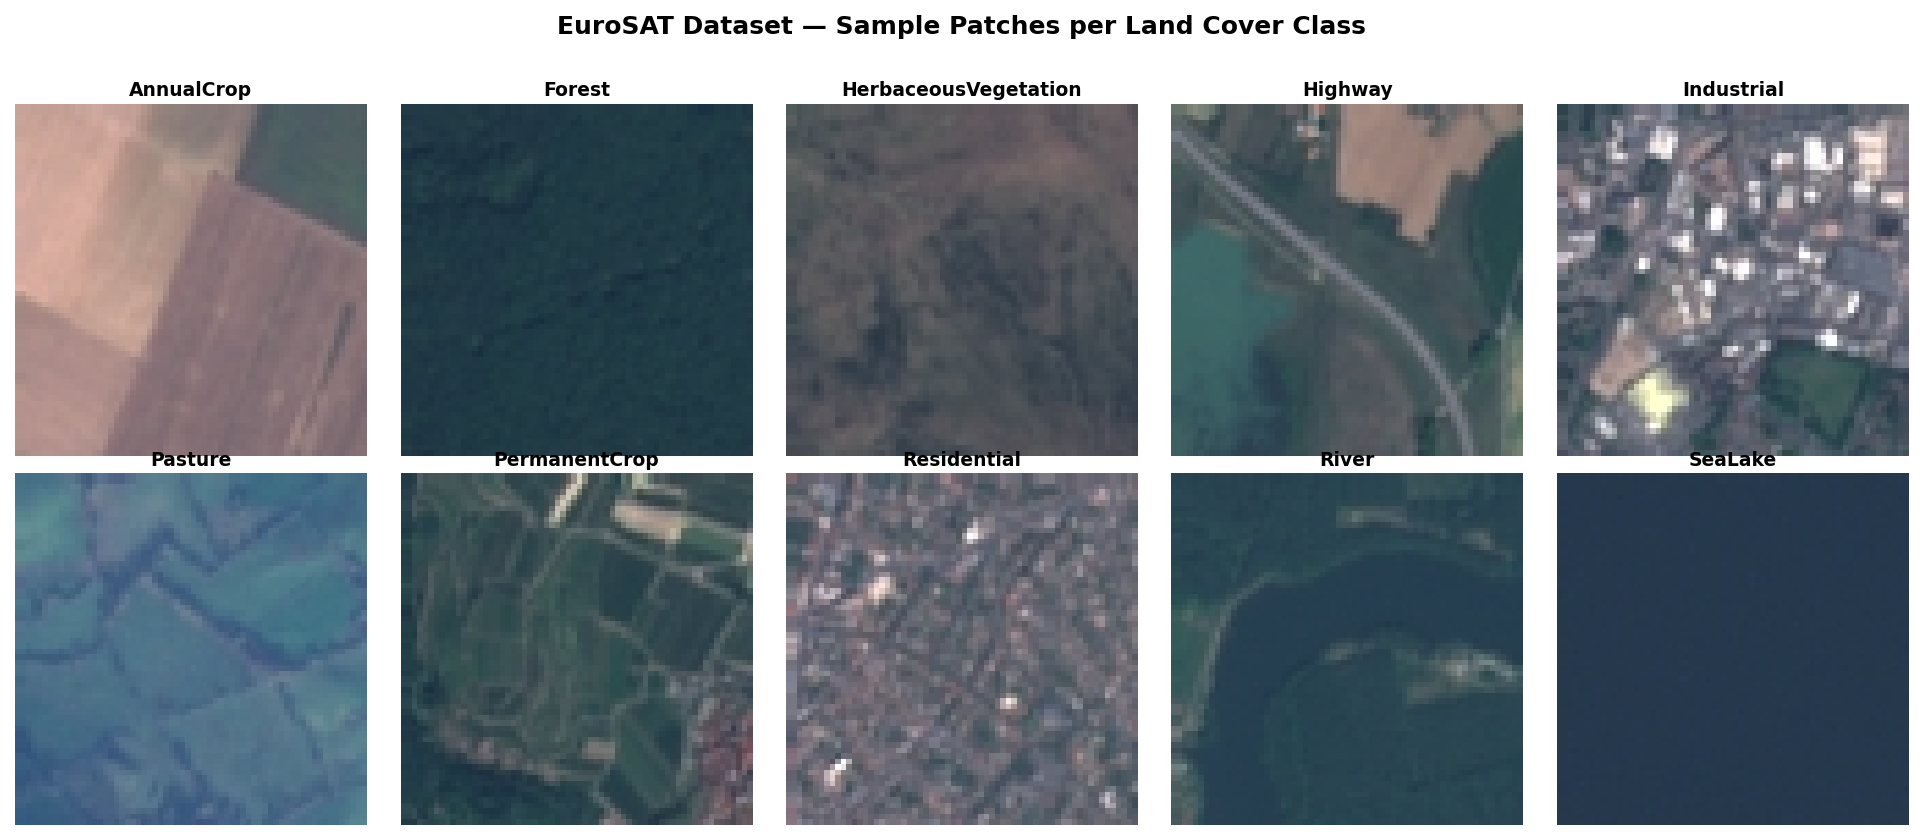 EuroSAT Dataset — Sample Patches per Land Cover Class
AnnualCrop
Forest
HerbaceousVegetation
Highway
Industrial
Pasture
PermanentCrop
Residential
River
SeaLake